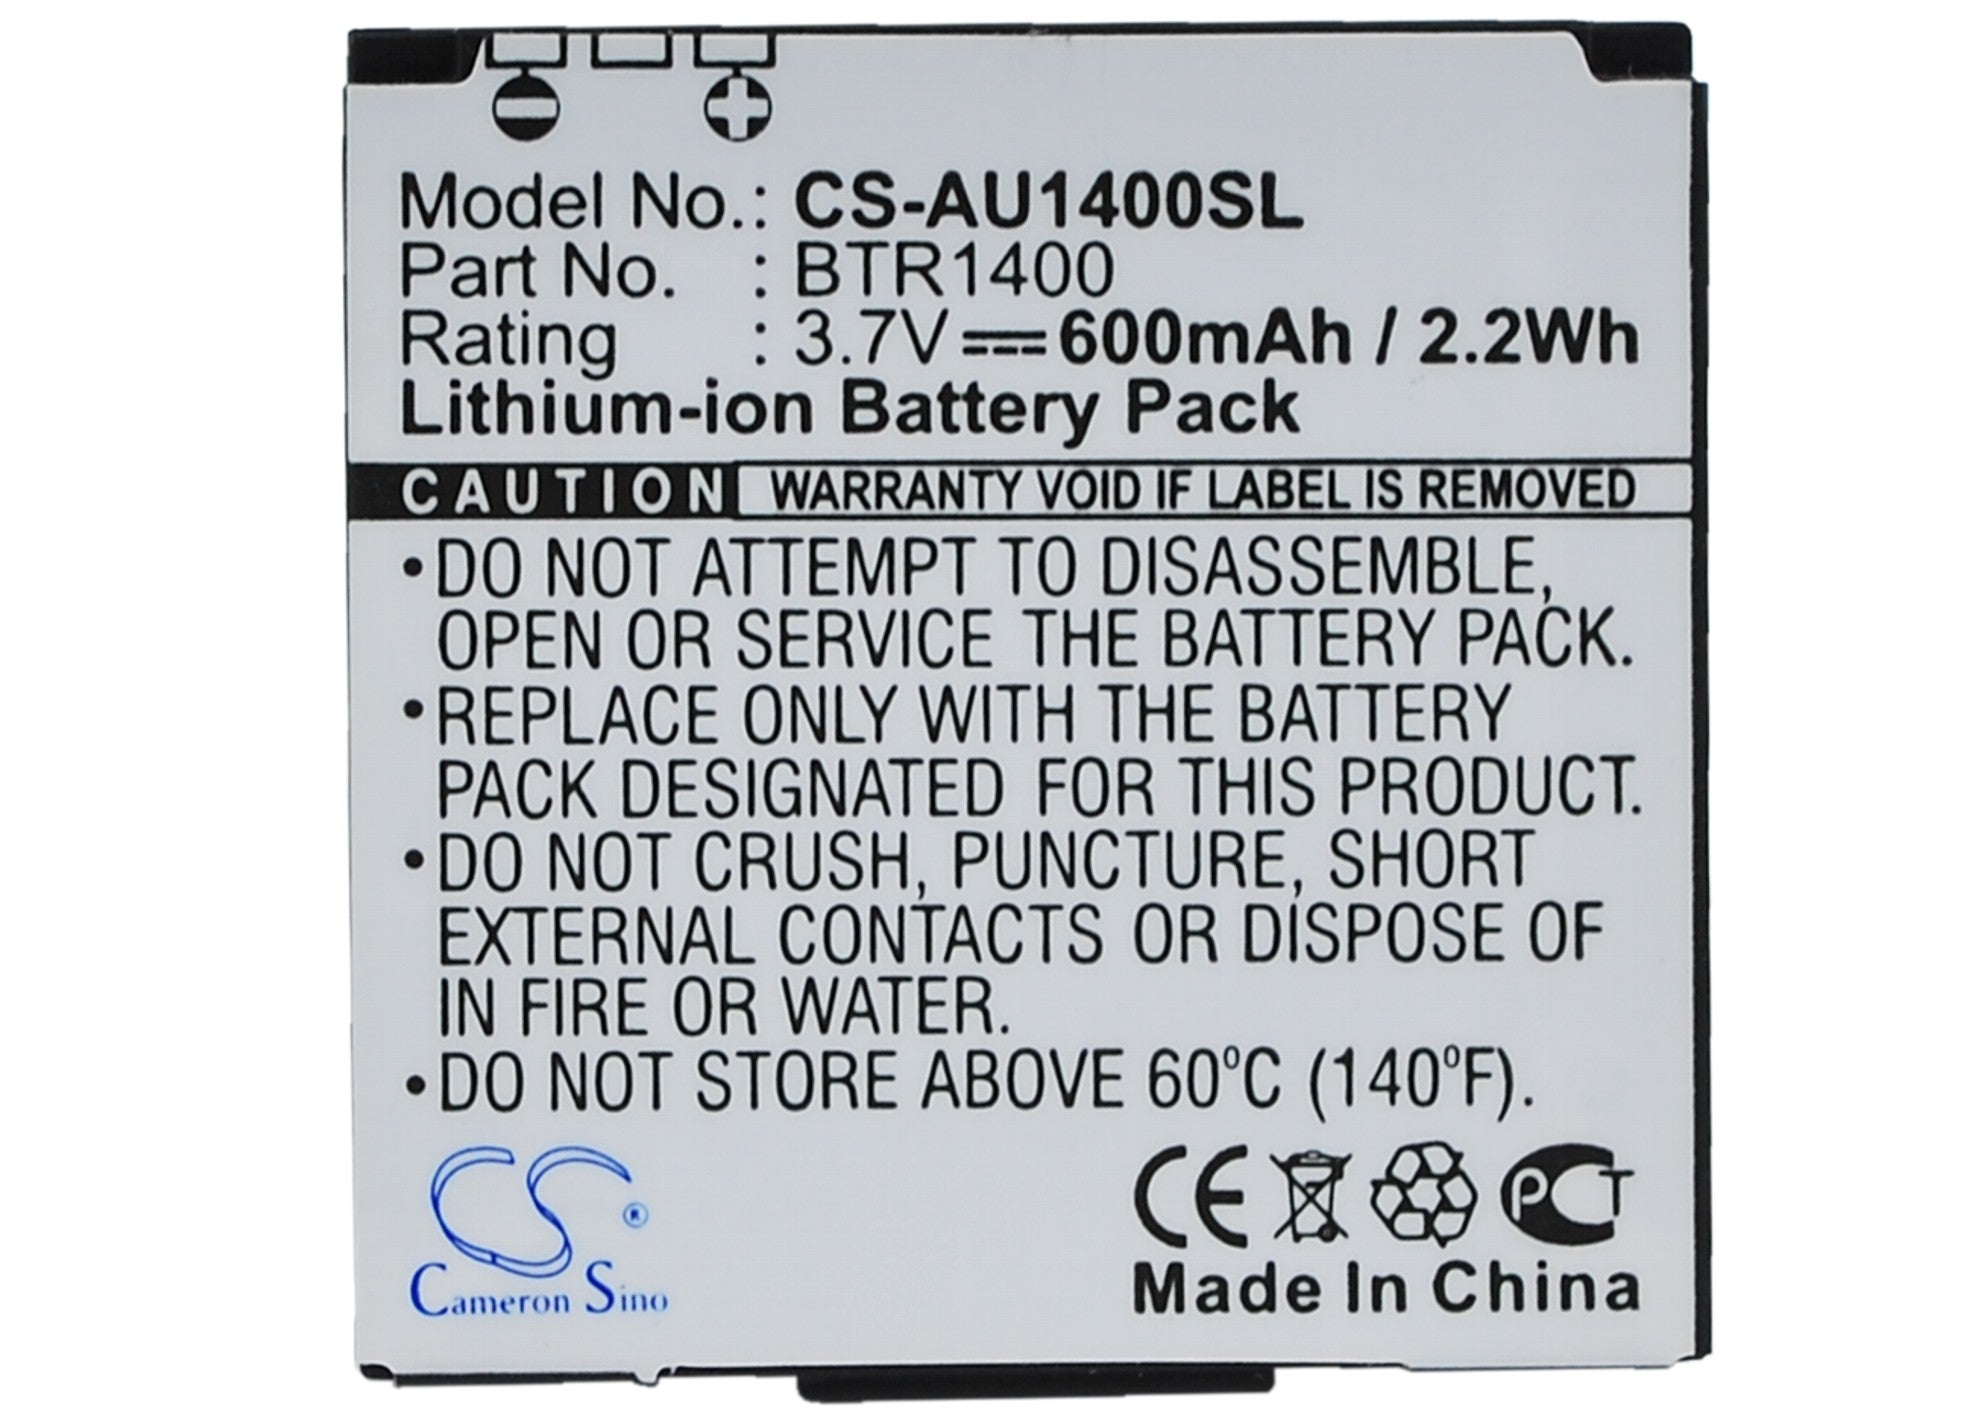 Model No.: CS-AU1400SL
Part No. : BTR1400
Rating : 3.7V 600mAh / 2.2Wh
Lithium-ion Battery Pack
CAUTION WARRANTY VOID IF LABEL IS REMOVED
•DO NOT ATTEMPT TO DISASSEMBLE,
OPEN OR SERVICE THE BATTERY PACK.
•REPLACE ONLY WITH THE BATTERY
PACK DESIGNATED FOR THIS PRODUCT.
•DO NOT CRUSH, PUNCTURE, SHORT
EXTERNAL CONTACTS OR DISPOSE OF
IN FIRE OR WATER.
•DO NOT STORE ABOVE 60°C (140°F).
CS ®
Cameron Sino
CE PCT
Made In China